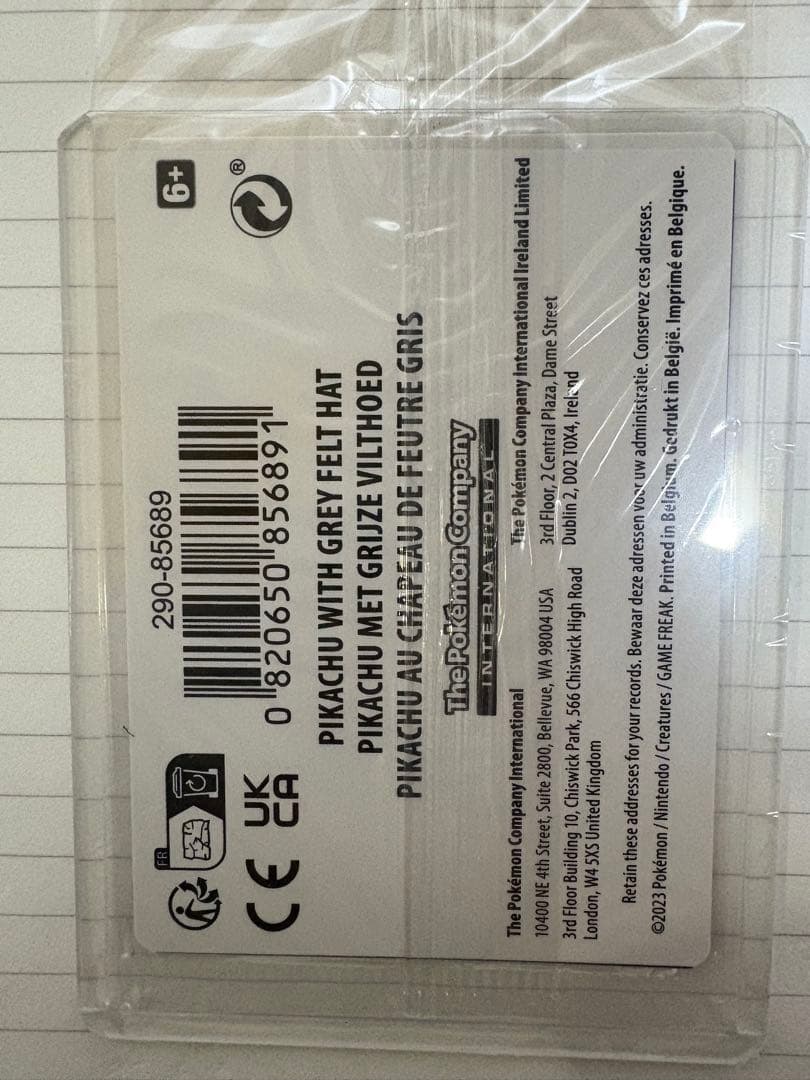 290-85689
0 820650 856891
6+
®
FR
UK
CA
CE
PIKACHU WITH GREY FELT HAT
PIKACHU MET GRIJZE VILTHOED
PIKACHU AU CHAPEAU DE FEUTRE GRIS
The Pokémon Company
INTERNATIONAL
The Pokémon Company International
10400 NE 4th Street, Suite 2800, Bellevue, WA 98004 USA
3rd Floor Building 10, Chiswick Park, 566 Chiswick High Road
London, W4 5XS United Kingdom
The Pokémon Company International Ireland Limited
3rd Floor, 2 Central Plaza, Dame Street
Dublin 2, D02 T0X4, Ireland
Retain these addresses for your records. Bewaar deze adressen voor uw administratie. Conservez ces adresses.
©2023 Pokémon / Nintendo / Creatures / GAME FREAK. Printed in Belgium. Gedrukt in België. Imprimé en Belgique.